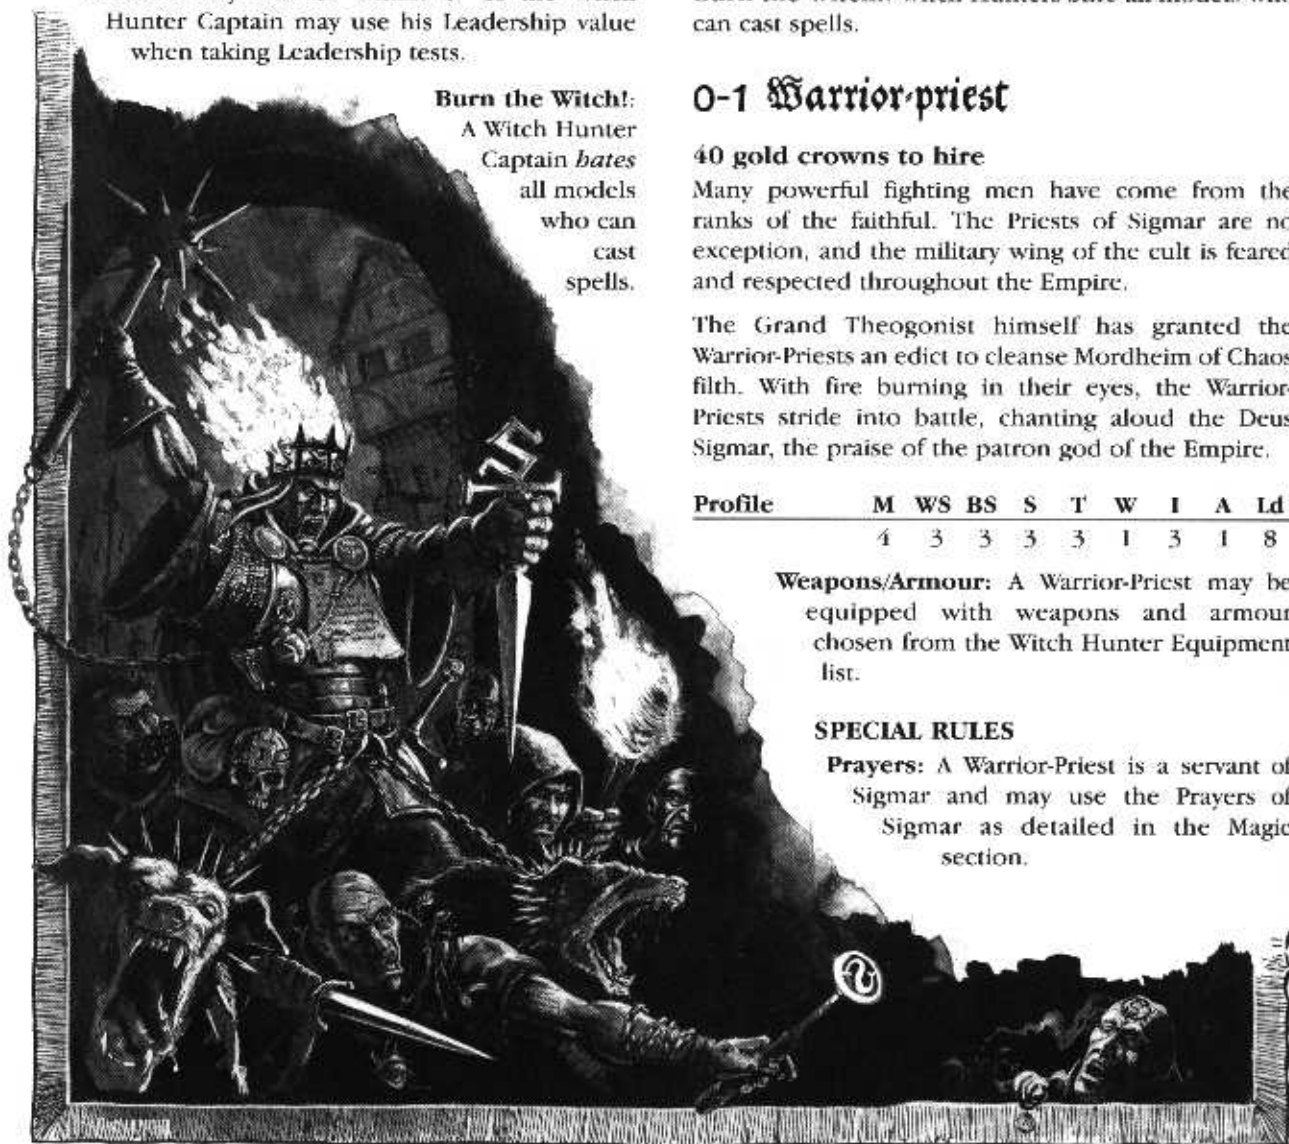 the Witch
Hunter Captain may use his Leadership value
when taking Leadership tests.
Burn the Witch!:
A Witch Hunter
Captain hates
all models
who can
cast
spells.
can cast spells.
0-1 Warrior-priest
40 gold crowns to hire
Many powerful fighting men have come from the
ranks of the faithful. The Priests of Sigmar are no
exception, and the military wing of the cult is feared
and respected throughout the Empire.
The Grand Theogonist himself has granted the
Warrior-Priests an edict to cleanse Mordheim of Chaos
filth. With fire burning in their eyes, the Warrior-
Priests stride into battle, chanting aloud the Deus
Sigmar, the praise of the patron god of the Empire.
Profile M WS BS S T W I A Ld
4 3 3 3 3 1 3 1 8
Weapons/Armour: A Warrior-Priest may be
equipped with weapons and armour
chosen from the Witch Hunter Equipment
list.
SPECIAL RULES
Prayers: A Warrior-Priest is a servant of
Sigmar and may use the Prayers of
Sigmar as detailed in the Magic
section.